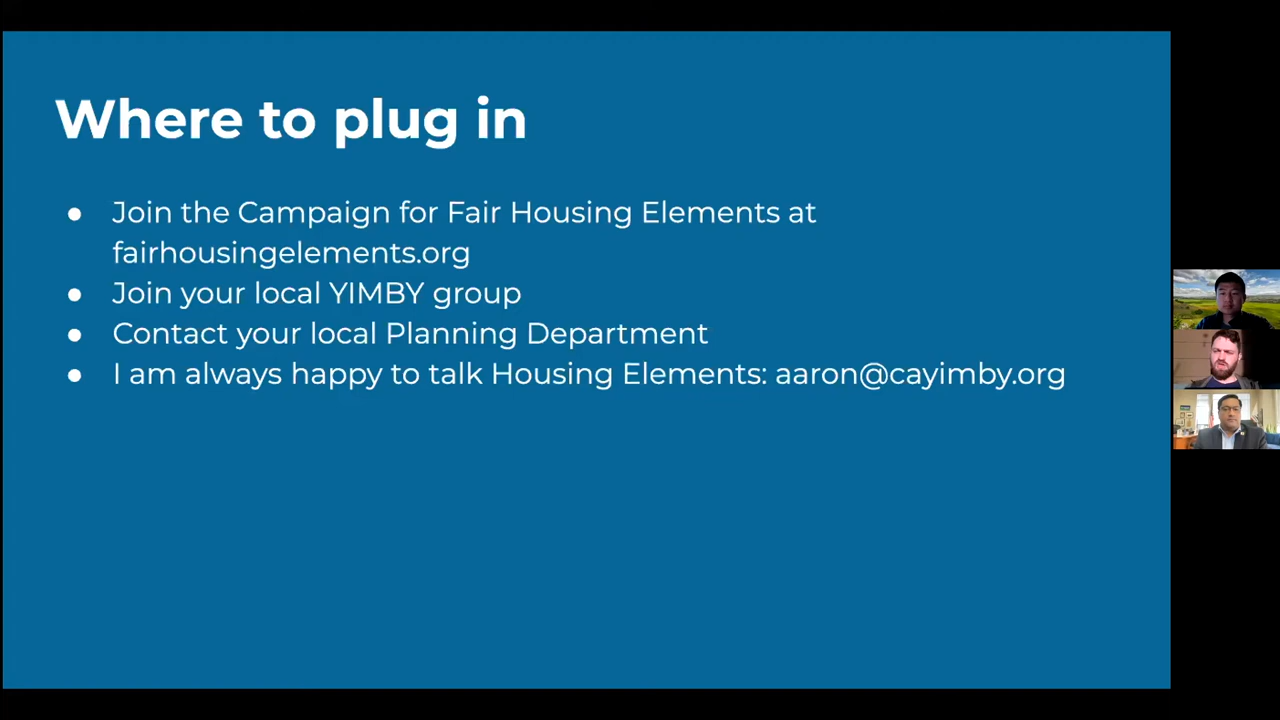 Where to plug in
● Join the Campaign for Fair Housing Elements at
fairhousingelements.org
● Join your local YIMBY group
● Contact your local Planning Department
● I am always happy to talk Housing Elements: aaron@cayimby.org